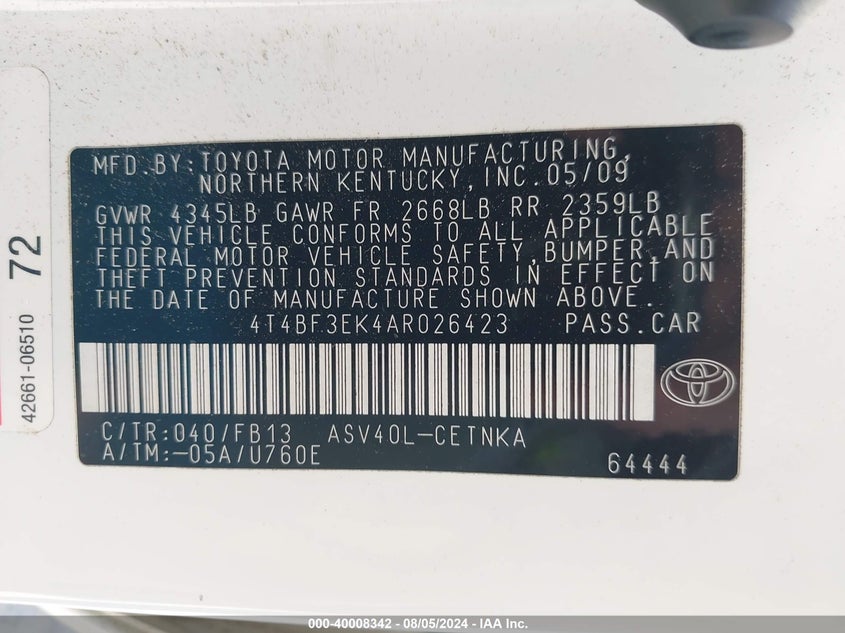 MFD.BY:TOYOTA MOTOR MANUFACTURING,
NORTHERN KENTUCKY,INC.05/09
GVWR 4345LB GAWR FR 2668LB RR 2359LB
THIS VEHICLE CONFORMS TO ALL APPLICABLE
FEDERAL MOTOR VEHICLE SAFETY,BUMPER,AND
THEFT PREVENTION STANDARDS IN EFFECT ON
THE DATE OF MANUFACTURE SHOWN ABOVE.
4T4BF3EK4AR026423 PASS.CAR
C/TR:040/FB13 ASV40L-CETNKA
A/TM:-05A/U760E
64444
42661-06510 72
000-40008342 - 08/05/2024 - IAA Inc.